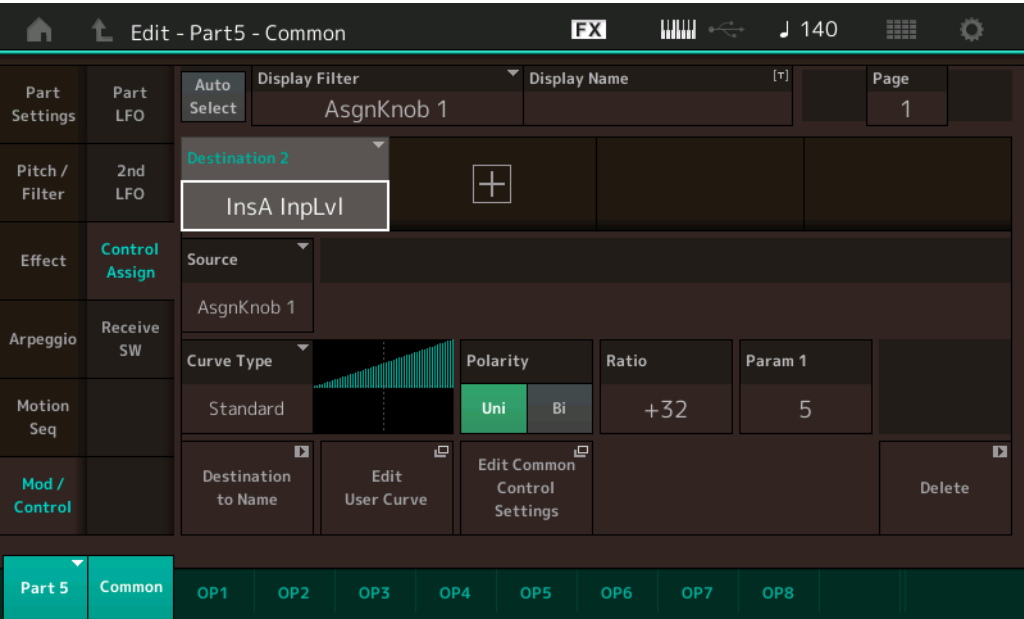 Edit - Part5 - Common
FX
♩ 140
Part
Settings
Part
LFO
Auto
Select
Display Filter
AsgnKnob 1
Display Name
[T]
Page
1
Pitch /
Filter
2nd
LFO
Destination 2
InsA InpLvl
Effect
Control
Assign
Source
AsgnKnob 1
Arpeggio
Receive
SW
Curve Type
Standard
Polarity
Uni
Bi
Ratio
+32
Param 1
5
Motion
Seq
Mod /
Control
Destination
to Name
Edit
User Curve
Edit Common
Control
Settings
Delete
Part 5
Common
OP1
OP2
OP3
OP4
OP5
OP6
OP7
OP8